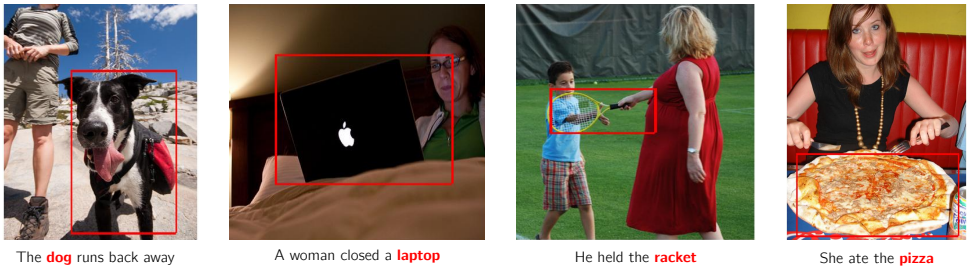 The dog runs back away
A woman closed a laptop
He held the racket
She ate the pizza